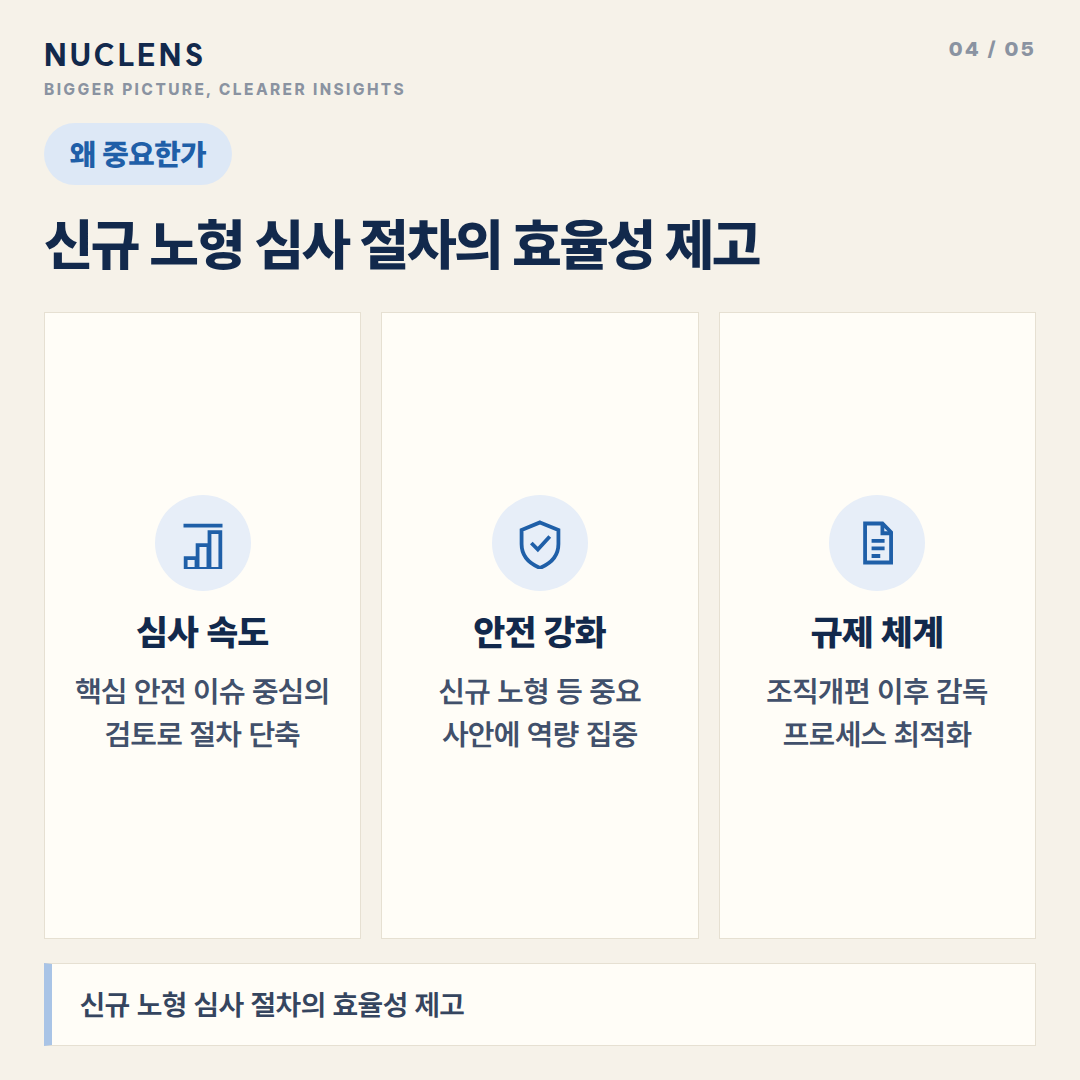 NUCLENS
04 / 05
BIGGER PICTURE, CLEARER INSIGHTS
왜 중요한가
신규 노형 심사 절차의 효율성 제고
심사 속도
핵심 안전 이슈 중심의
검토로 절차 단축
안전 강화
신규 노형 등 중요
사안에 역량 집중
규제 체계
조직개편 이후 감독
프로세스 최적화
신규 노형 심사 절차의 효율성 제고